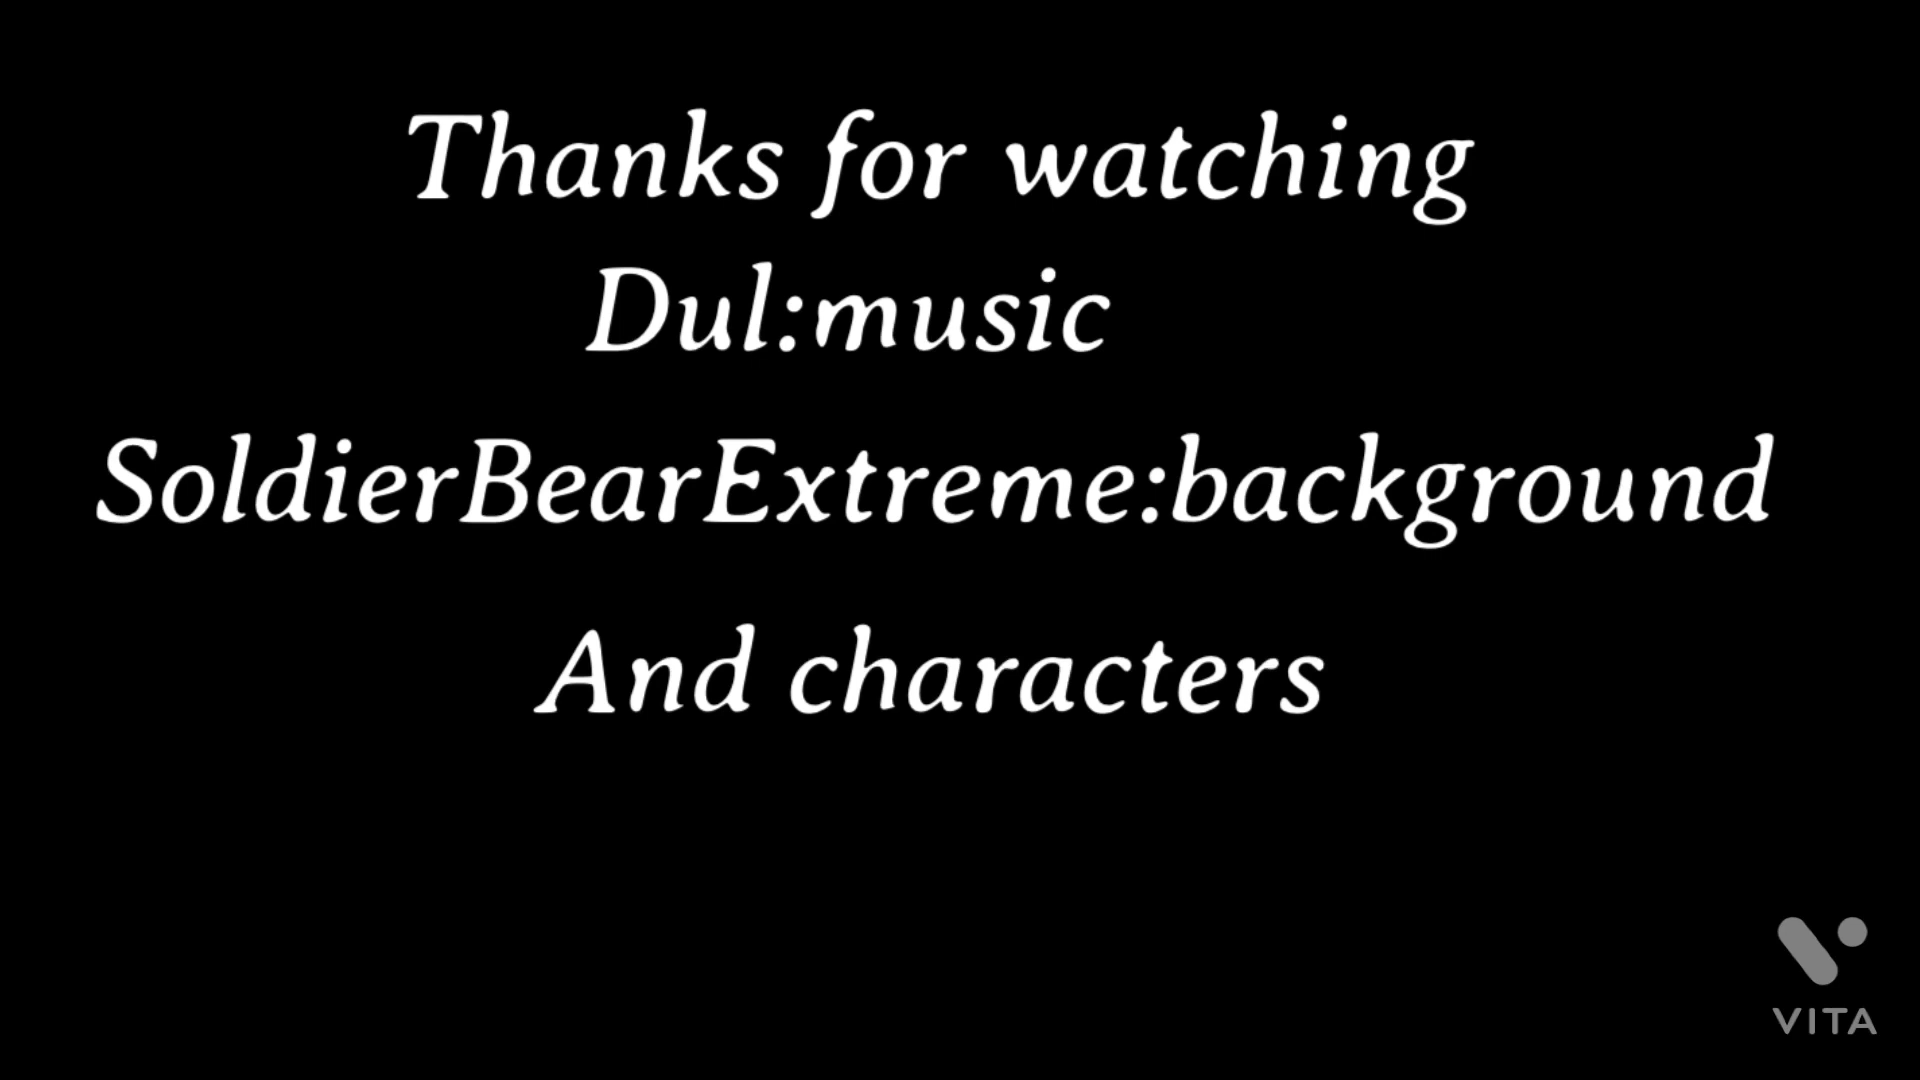 Thanks for watching
Dul:music
SoldierBearExtreme:background
And characters
VITA